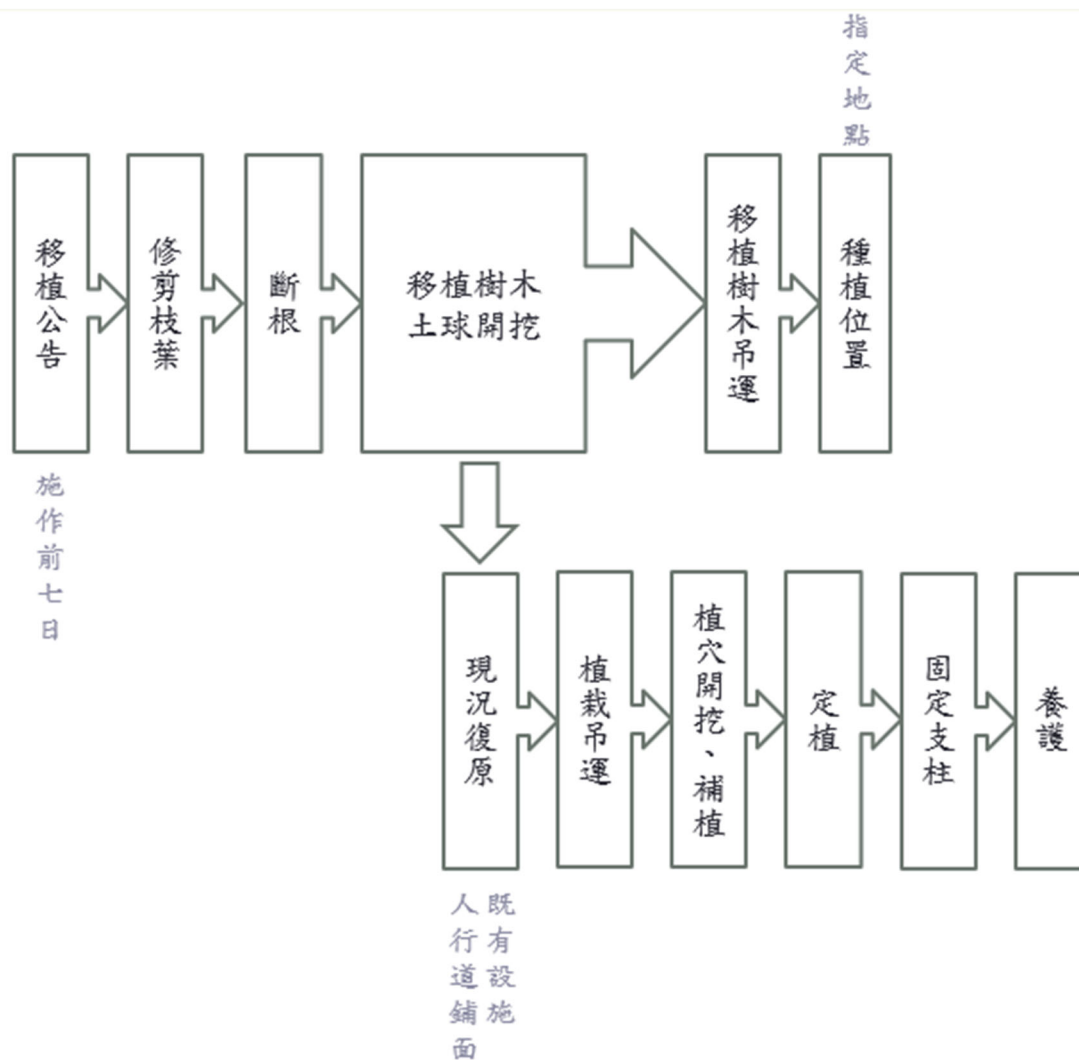 指定地點
移植公告
修剪枝葉
斷根
移植樹木
土球開挖
移植樹木吊運
種植位置
施作前七日
現況復原
植栽吊運
植穴開挖、補植
定植
固定支柱
養護
既有設施
人行道鋪面